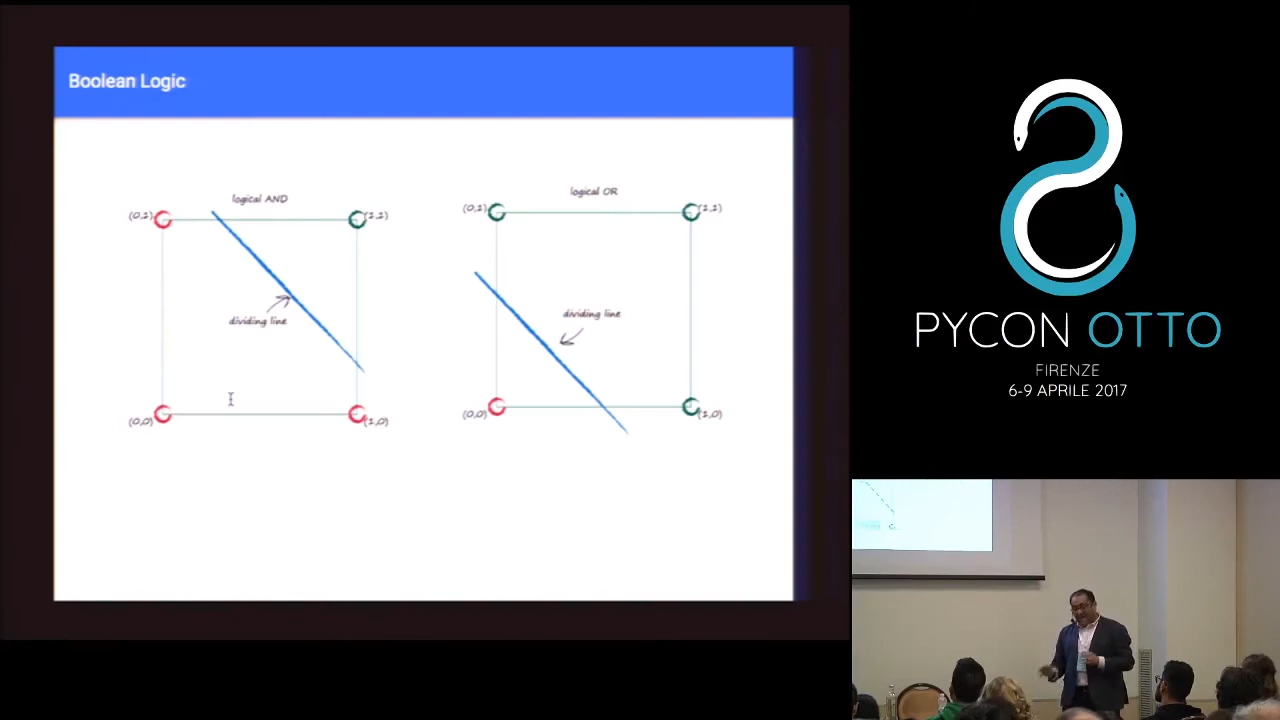 Boolean Logic
logical AND
(0,1)
(1,1)
dividing line
(0,0)
(1,0)
logical OR
(0,1)
(1,1)
dividing line
(0,0)
(1,0)
PYCON OTTO
FIRENZE
6-9 APRILE 2017